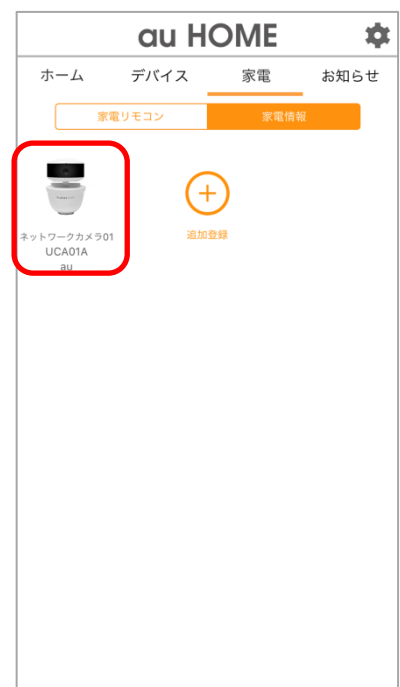 au HOME
ホーム デバイス 家電 お知らせ
家電リモコン 家電情報
ネットワークカメラ01
UCA01A
au
追加登録